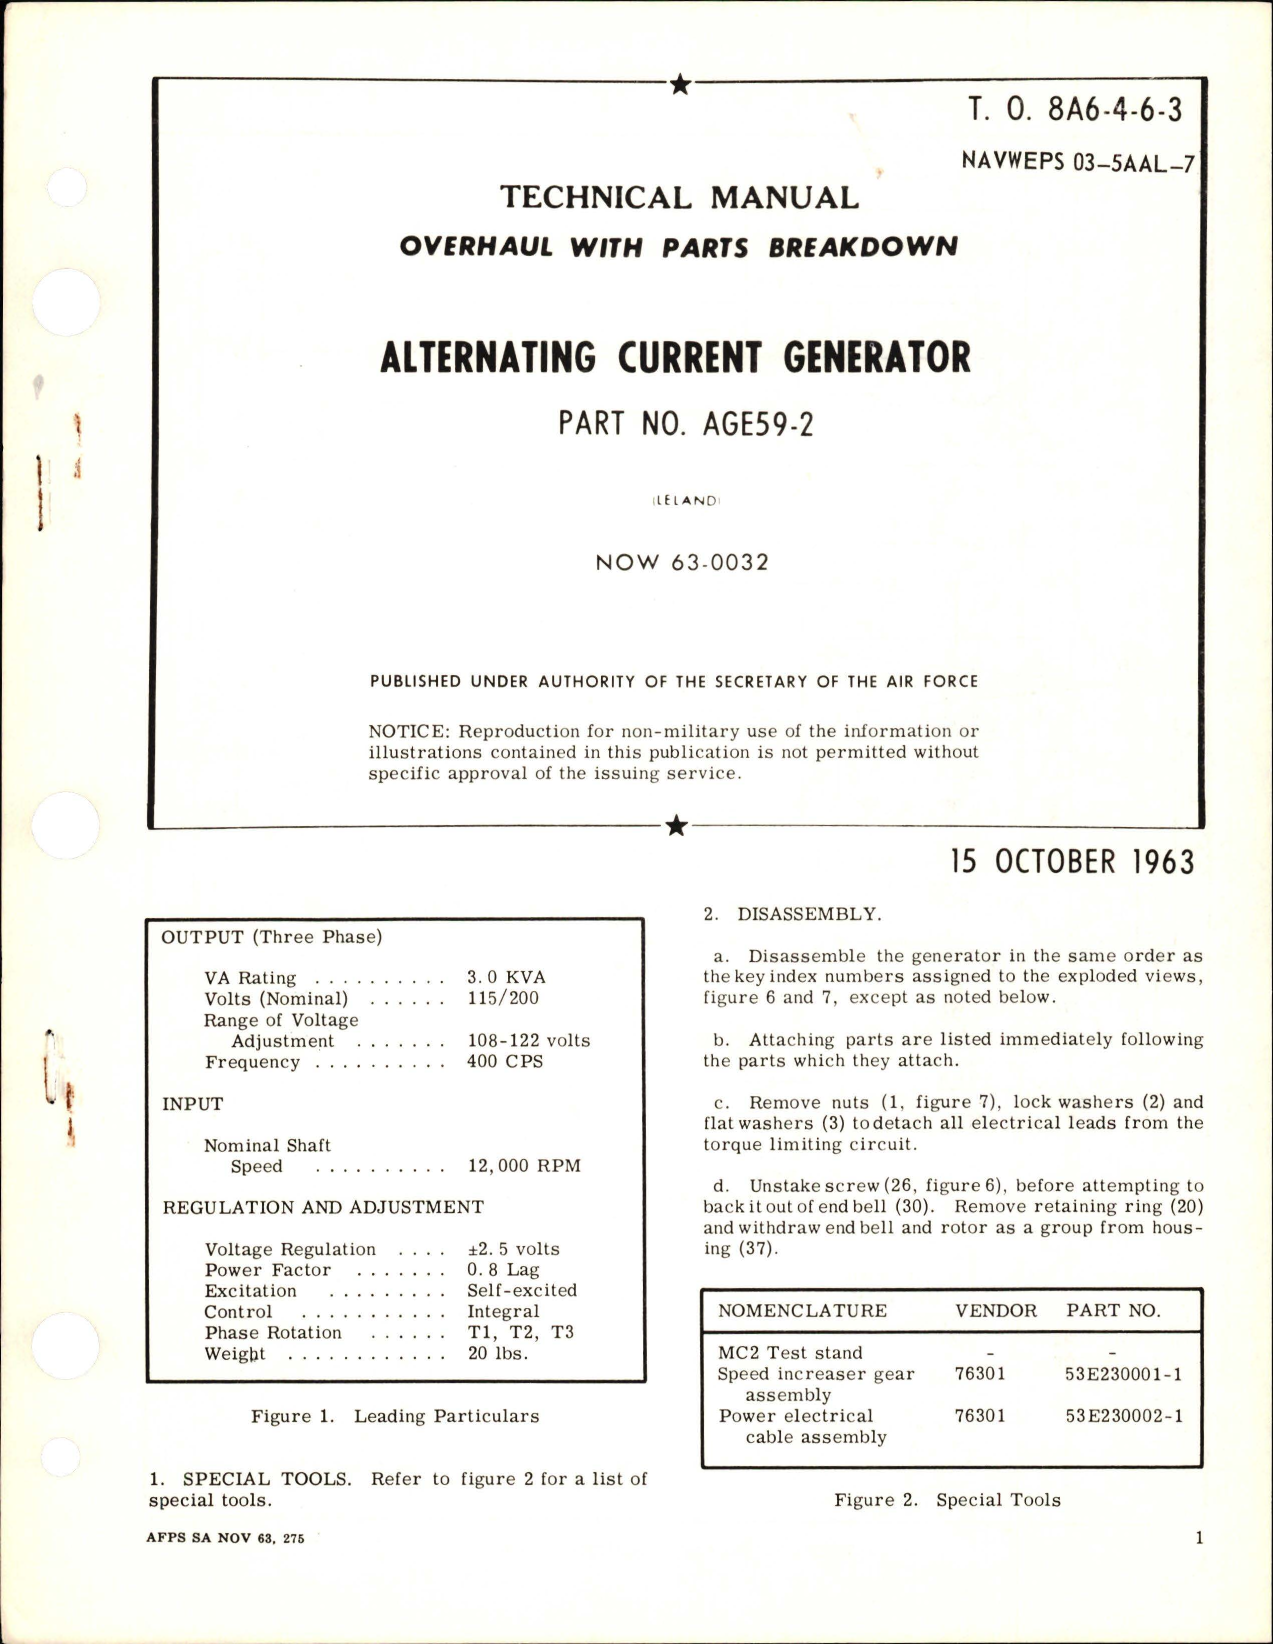 T. O. 8A6-4-6-3
NAVWEPS 03-5AAL-7
TECHNICAL MANUAL
OVERHAUL WITH PARTS BREAKDOWN
ALTERNATING CURRENT GENERATOR
PART NO. AGE59-2
(LELAND)
NOW 63-0032
PUBLISHED UNDER AUTHORITY OF THE SECRETARY OF THE AIR FORCE
NOTICE: Reproduction for non-military use of the information or
illustrations contained in this publication is not permitted without
specific approval of the issuing service.
15 OCTOBER 1963
OUTPUT (Three Phase)
VA Rating . . . . . . . . . . 3.0 KVA
Volts (Nominal) . . . . . . 115/200
Range of Voltage
Adjustment . . . . . . . 108-122 volts
Frequency . . . . . . . . . . 400 CPS
INPUT
Nominal Shaft
Speed . . . . . . . . . . 12,000 RPM
REGULATION AND ADJUSTMENT
Voltage Regulation . . . . ±2.5 volts
Power Factor . . . . . . . 0.8 Lag
Excitation . . . . . . . . . Self-excited
Control . . . . . . . . . . . Integral
Phase Rotation . . . . . . T1, T2, T3
Weight . . . . . . . . . . . . 20 lbs.
Figure 1. Leading Particulars
1. SPECIAL TOOLS. Refer to figure 2 for a list of
special tools.
2. DISASSEMBLY.
a. Disassemble the generator in the same order as
the key index numbers assigned to the exploded views,
figure 6 and 7, except as noted below.
b. Attaching parts are listed immediately following
the parts which they attach.
c. Remove nuts (1, figure 7), lock washers (2) and
flat washers (3) to detach all electrical leads from the
torque limiting circuit.
d. Unstake screw (26, figure 6), before attempting to
back it out of end bell (30). Remove retaining ring (20)
and withdraw end bell and rotor as a group from hous-
ing (37).
NOMENCLATURE VENDOR PART NO.
MC2 Test stand - -
Speed increaser gear 76301 53E230001-1
assembly
Power electrical 76301 53E230002-1
cable assembly
Figure 2. Special Tools
AFPS SA NOV 63, 275
1